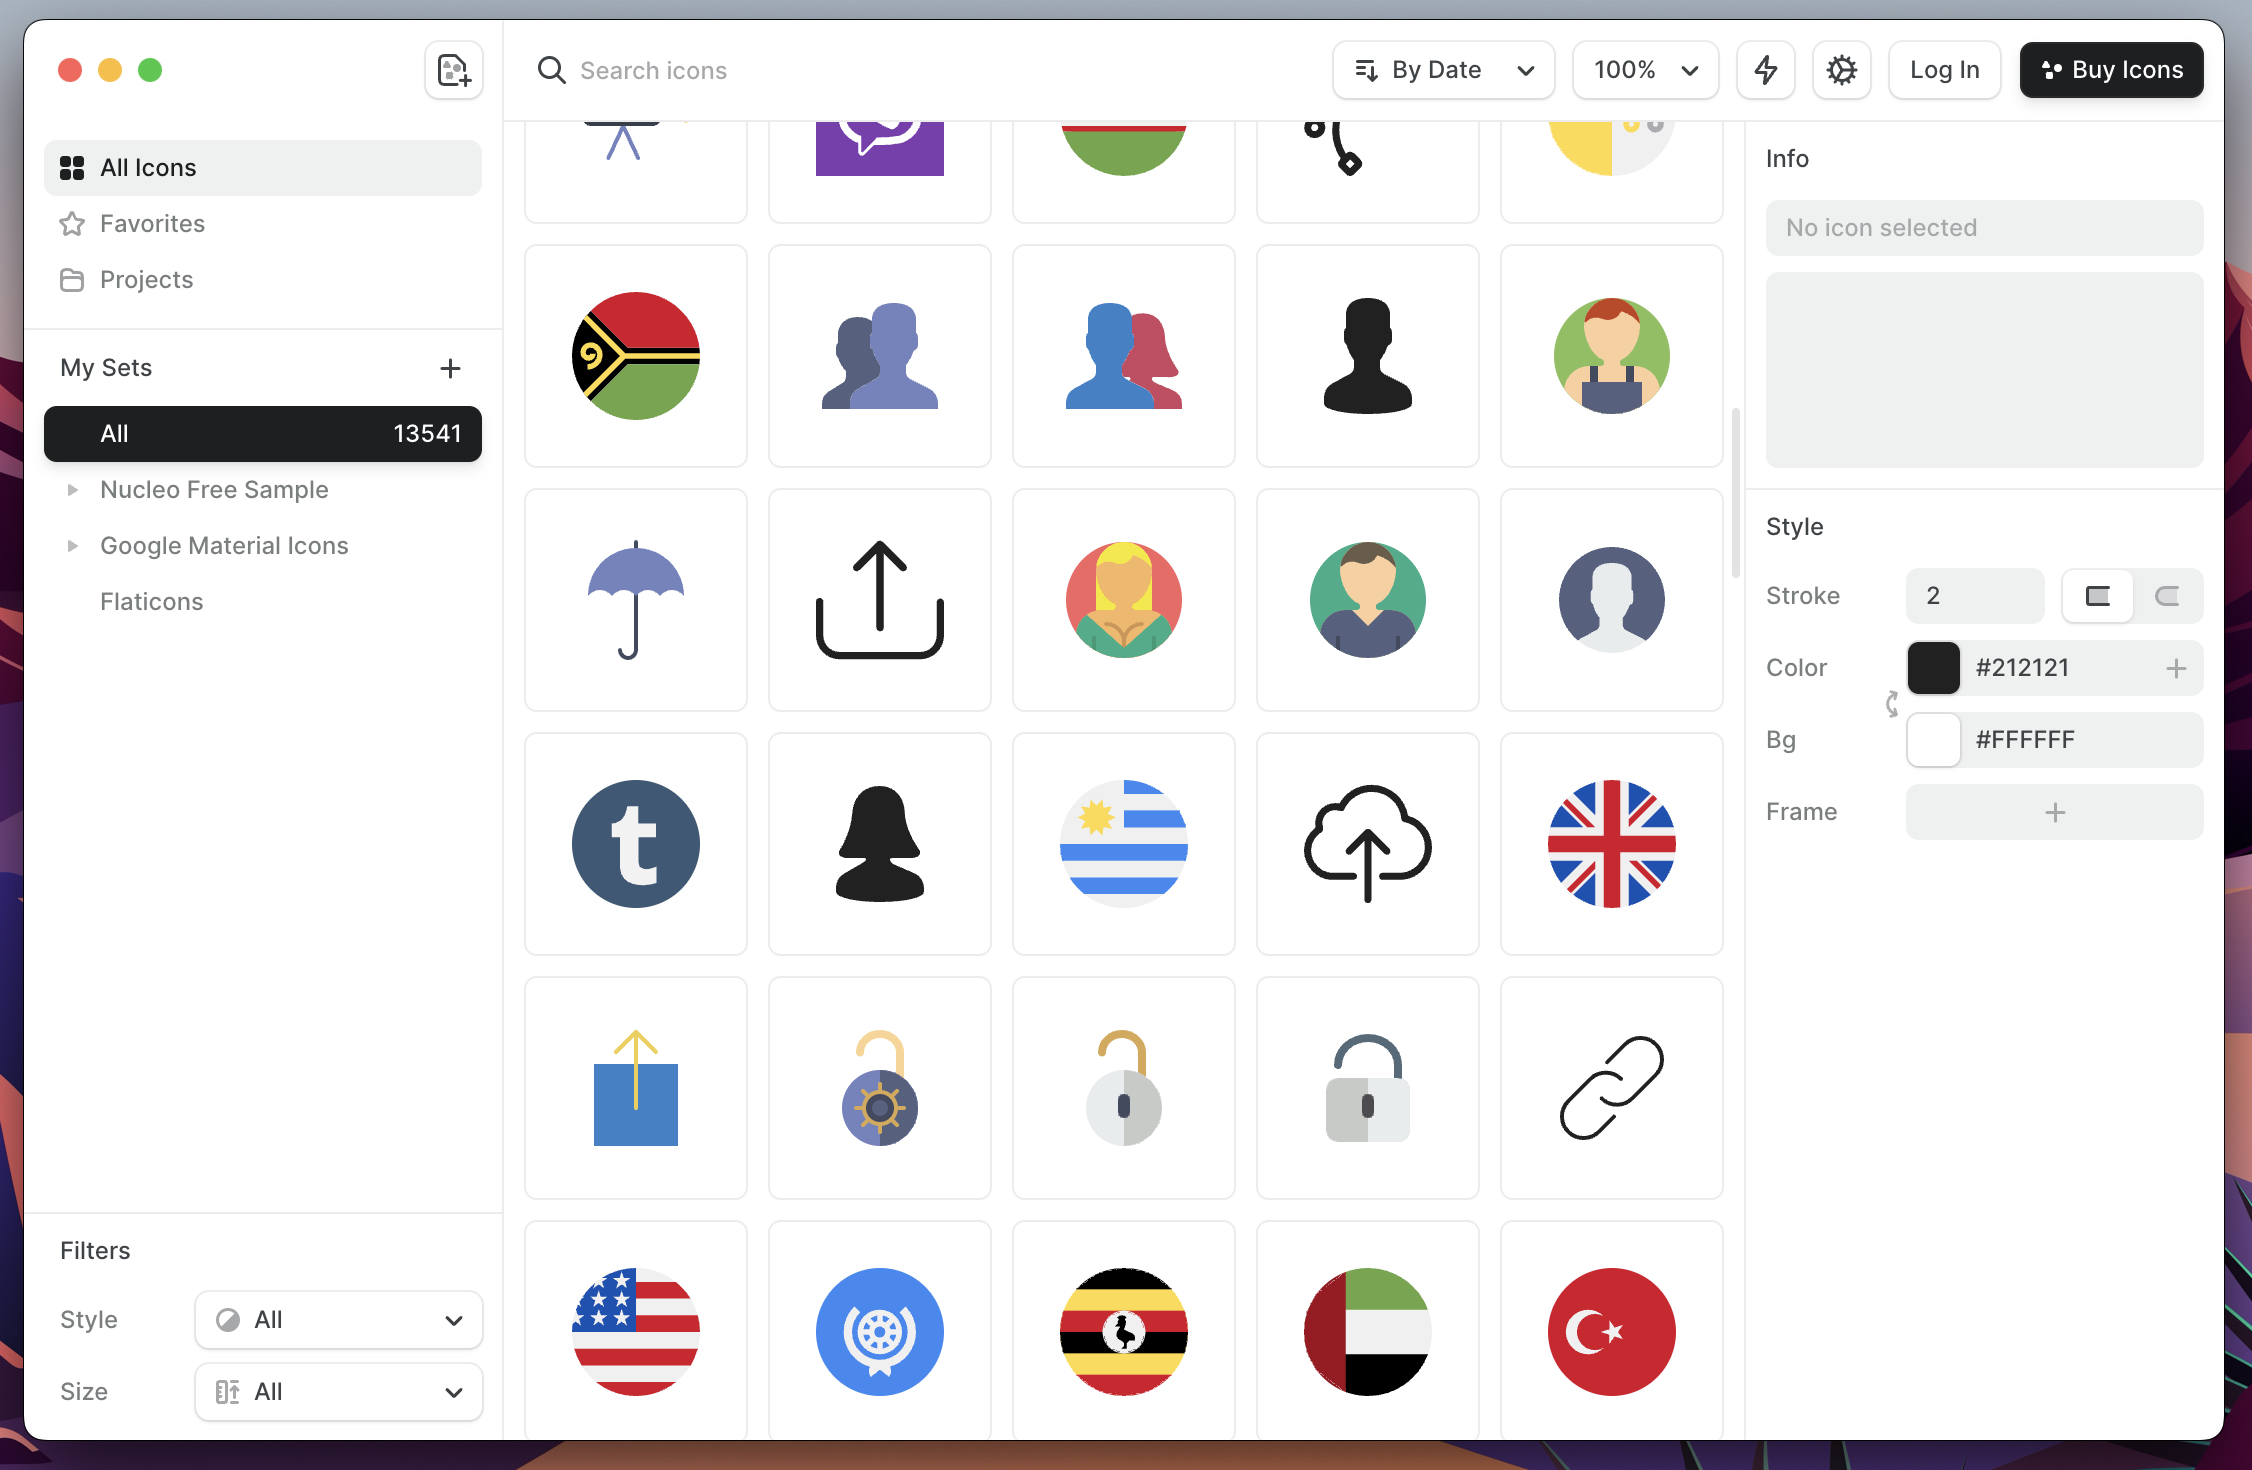 Search icons
By Date
100%
Log In
Buy Icons
All Icons
Favorites
Projects
My Sets
All 13541
Nucleo Free Sample
Google Material Icons
Flaticons
Filters
Style All
Size All
t
Info
No icon selected
Style
Stroke 2
Color #212121
Bg #FFFFFF
Frame